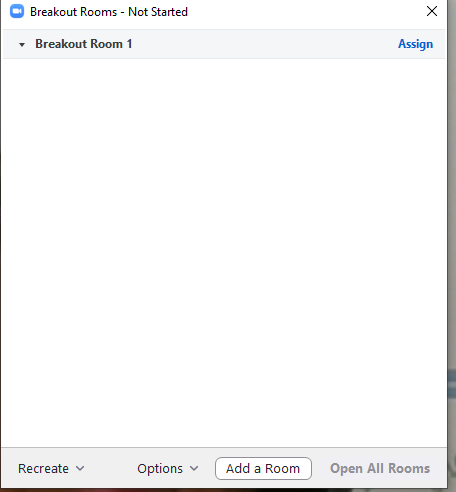 Breakout Rooms - Not Started
Breakout Room 1 Assign
Recreate Options Add a Room Open All Rooms